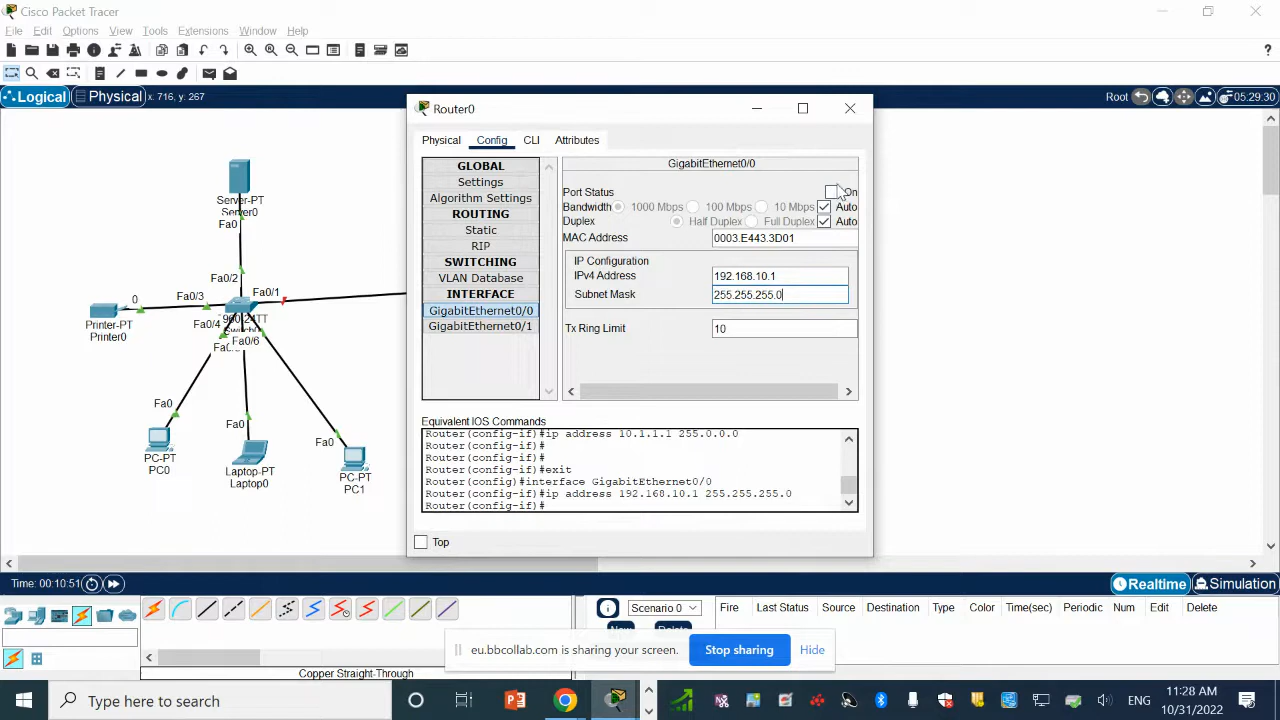 Cisco Packet Tracer
File Edit Options View Tools Extensions Window Help
Logical Physical x: 716, y: 267 Root 05:29:30
Router0
Physical Config CLI Attributes
GLOBAL
Settings
Algorithm Settings
ROUTING
Static
RIP
SWITCHING
VLAN Database
INTERFACE
GigabitEthernet0/0
GigabitEthernet0/1
GigabitEthernet0/0
Port Status On
Bandwidth 1000 Mbps 100 Mbps 10 Mbps Auto
Duplex Half Duplex Full Duplex Auto
MAC Address 0003.E443.3D01
IP Configuration
IPv4 Address 192.168.10.1
Subnet Mask 255.255.255.0
Tx Ring Limit 10
Equivalent IOS Commands
Router(config-if)#ip address 10.1.1.1 255.0.0.0
Router(config-if)#
Router(config-if)#
Router(config-if)#exit
Router(config)#interface GigabitEthernet0/0
Router(config-if)#ip address 192.168.10.1 255.255.255.0
Router(config-if)#
Top
Server-PT
Server0
Fa0
Fa0/2
Fa0/1
0 Fa0/3
Printer-PT
Printer0
Fa0/4
Fa0/6
Fa0
PC-PT
PC0
Fa0
Laptop-PT
Laptop0
Fa0
PC-PT
PC1
Time: 00:10:51 Realtime Simulation
Scenario 0 Fire Last Status Source Destination Type Color Time(sec) Periodic Num Edit Delete
New Delete
Copper Straight-Through
eu.bbcollab.com is sharing your screen. Stop sharing Hide
Type here to search
ENG
11:28 AM
10/31/2022